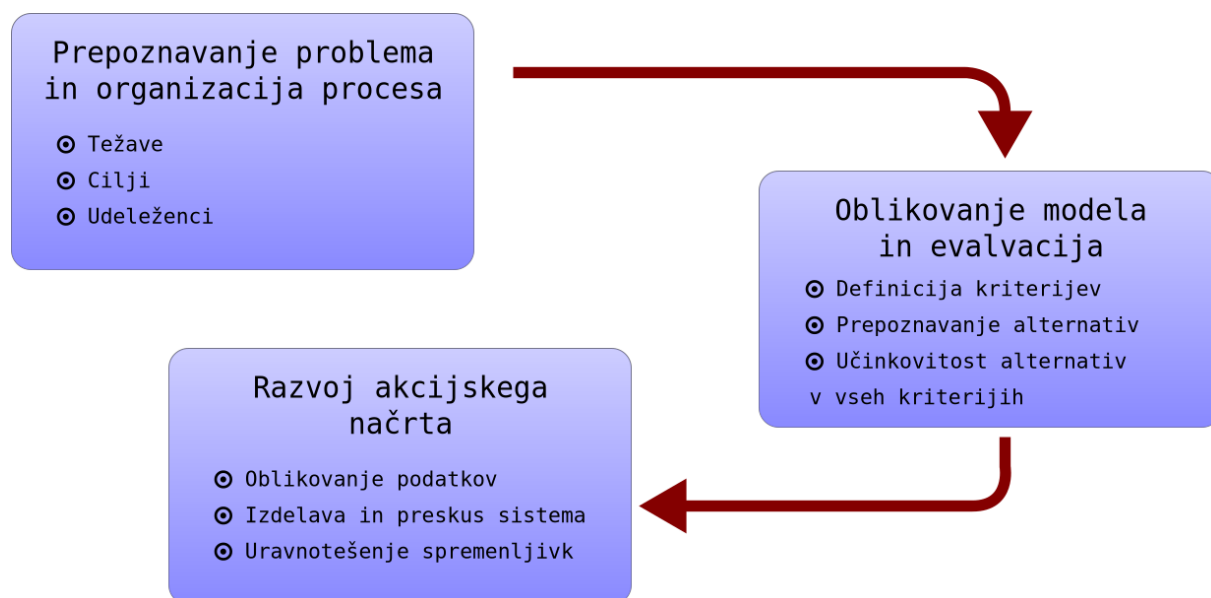 Prepoznavanje problema
in organizacija procesa
Težave
Cilji
Udeleženci
Oblikovanje modela
in evalvacija
Definicija kriterijev
Prepoznavanje alternativ
Učinkovitost alternativ
v vseh kriterijih
Razvoj akcijskega
načrta
Oblikovanje podatkov
Izdelava in preskus sistema
Uravnotešenje spremenljivk